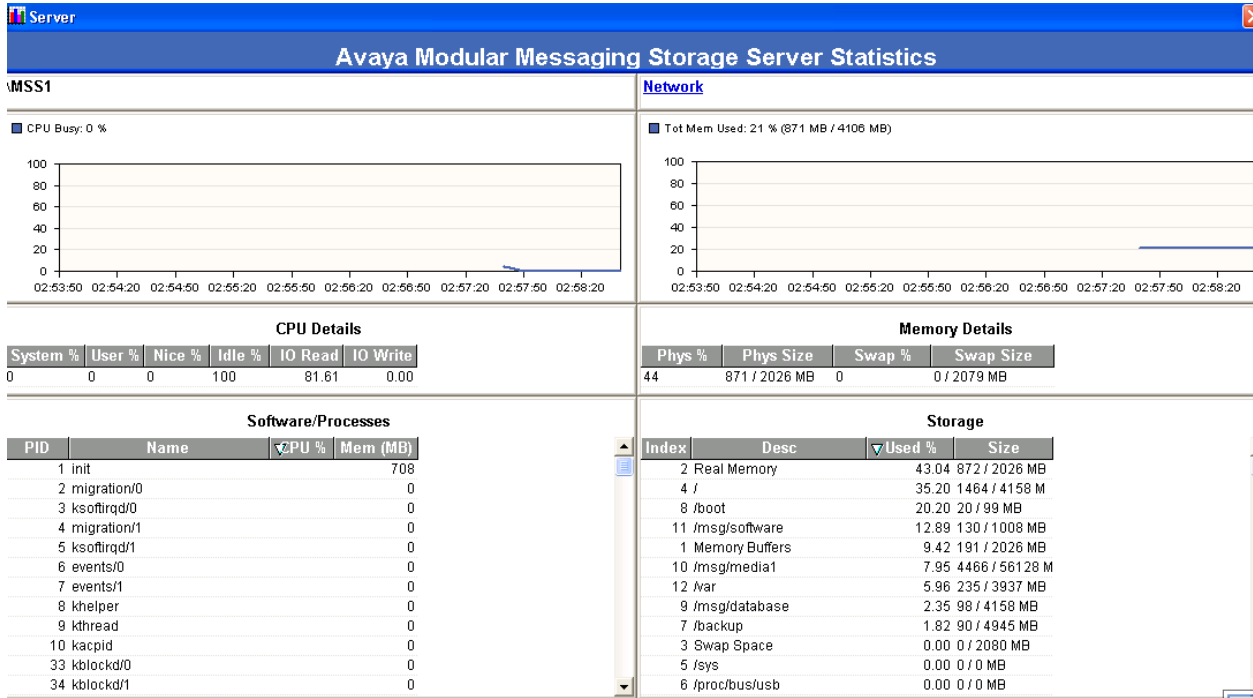 Server
Avaya Modular Messaging Storage Server Statistics
\MSS1
Network
CPU Busy: 0 %
100
80
60
40
20
0
02:53:50 02:54:20 02:54:50 02:55:20 02:55:50 02:56:20 02:56:50 02:57:20 02:57:50 02:58:20
Tot Mem Used: 21 % (871 MB / 4106 MB)
100
80
60
40
20
0
02:53:50 02:54:20 02:54:50 02:55:20 02:55:50 02:56:20 02:56:50 02:57:20 02:57:50 02:58:20
CPU Details
System % User % Nice % Idle % IO Read IO Write
0 0 0 100 81.61 0.00
Memory Details
Phys % Phys Size Swap % Swap Size
44 871 / 2026 MB 0 0 / 2079 MB
Software/Processes
PID Name CPU % Mem (MB)
1 init 708
2 migration/0 0
3 ksoftirqd/0 0
4 migration/1 0
5 ksoftirqd/1 0
6 events/0 0
7 events/1 0
8 khelper 0
9 kthread 0
10 kacpid 0
33 kblockd/0 0
34 kblockd/1 0
Storage
Index Desc Used % Size
2 Real Memory 43.04 872 / 2026 MB
4 / 35.20 1464 / 4158 M
8 /boot 20.20 20 / 99 MB
11 /msg/software 12.89 130 / 1008 MB
1 Memory Buffers 9.42 191 / 2026 MB
10 /msg/media1 7.95 4466 / 56128 M
12 /var 5.96 235 / 3937 MB
9 /msg/database 2.35 98 / 4158 MB
7 /backup 1.82 90 / 4945 MB
3 Swap Space 0.00 0 / 2080 MB
5 /sys 0.00 0 / 0 MB
6 /proc/bus/usb 0.00 0 / 0 MB